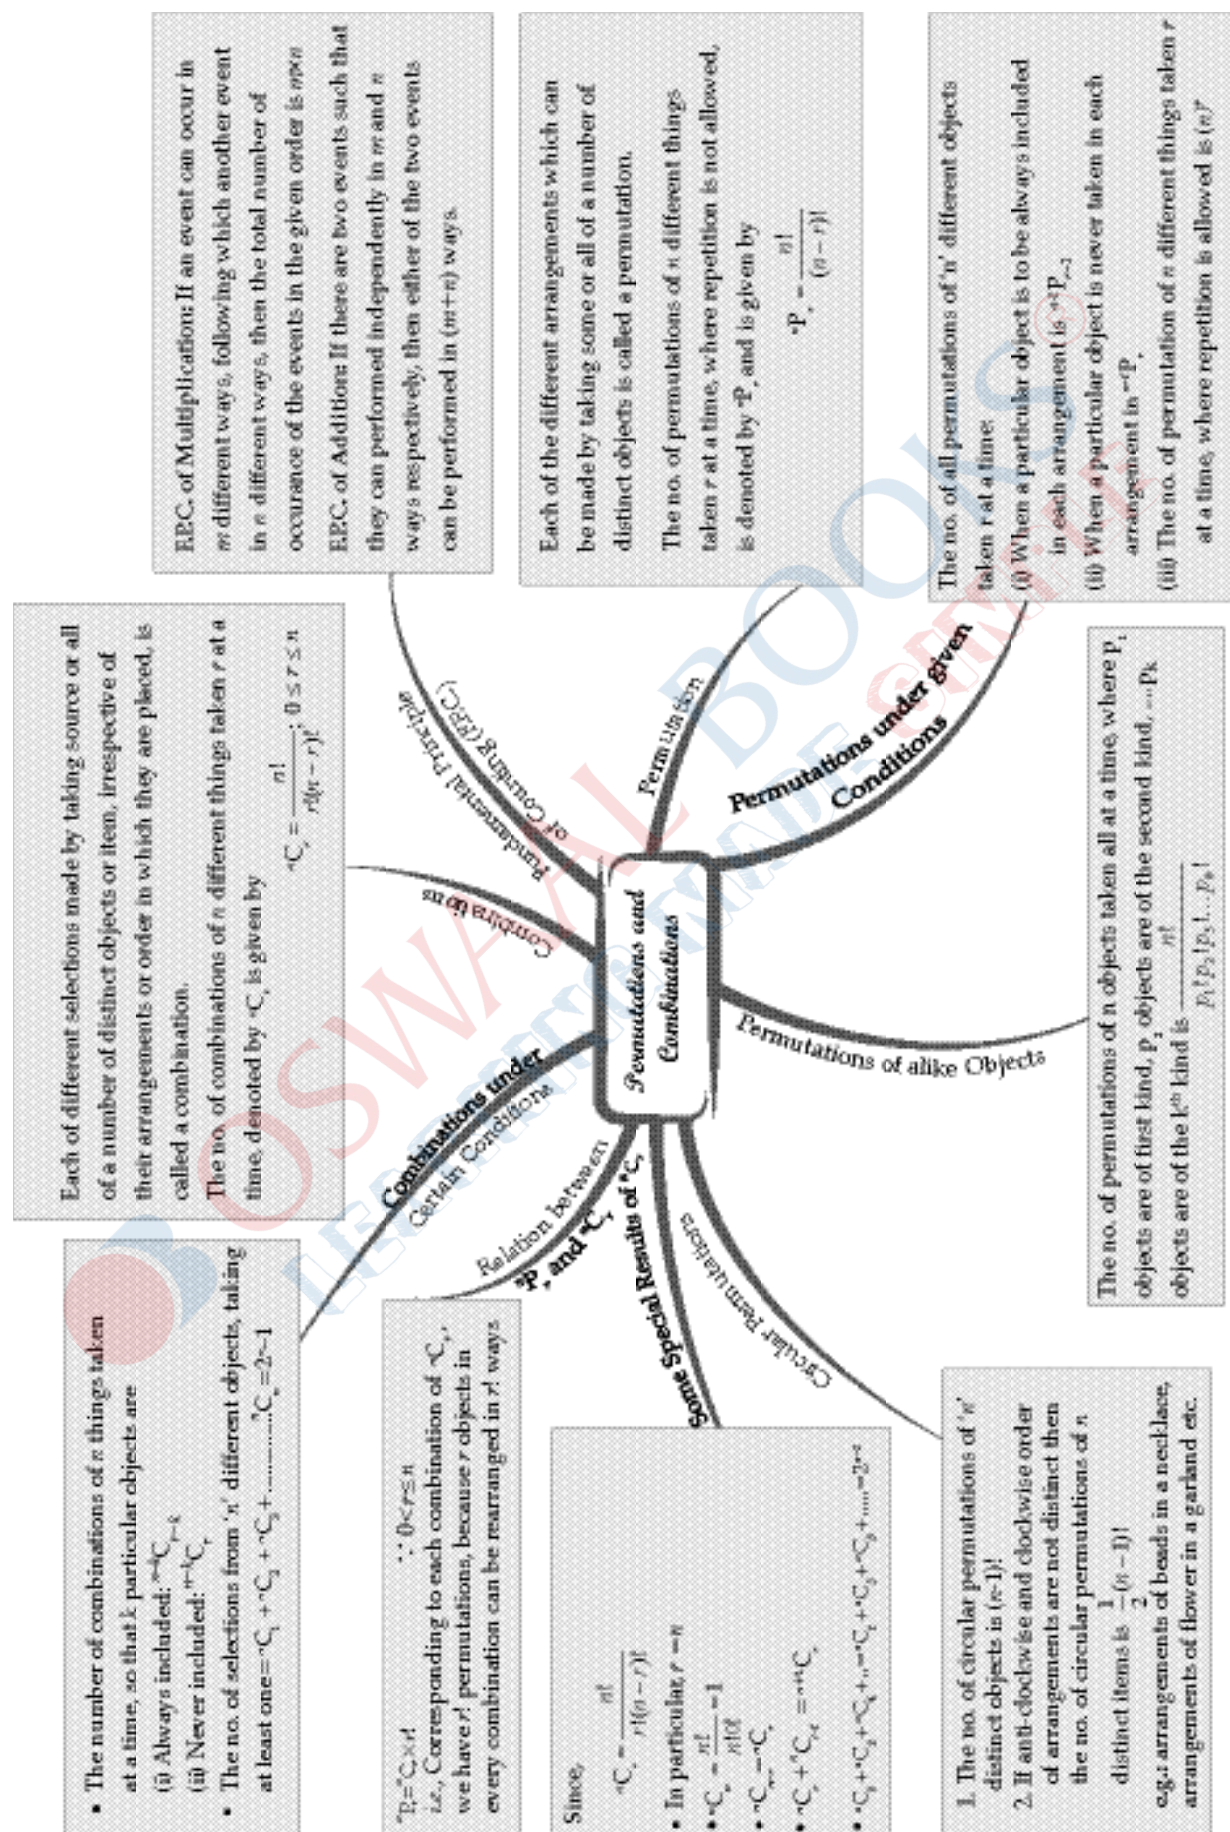 F.P.C. of Multiplication: If an event can occur in
m different ways, following which another event
in n different ways, then the total number of
occurance of the events in the given order is m×n
F.P.C. of Addition: If there are two events such that
they can performed independently in m and n
ways respectively, then either of the two events
can be performed in (m+n) ways.
Each of the different arrangements which can
be made by taking some or all of a number of
distinct objects is called a permutation.
The no. of permutations of n different things
taken r at a time, where repetition is not allowed,
is denoted by ⁿPᵣ and is given by
ⁿPᵣ = n! / (n – r)!
The no. of all permutations of 'n' different objects
taken r at a time:
(i) When a particular object is to be always included
in each arrangement is ⁿ⁻¹Pᵣ₋₁
(ii) When a particular object is never taken in each
arrangement in ⁿ⁻¹Pᵣ
(iii) The no. of permutation of n different things taken r
at a time, where repetition is allowed is (n)ʳ
Each of different selections made by taking source or all
of a number of distinct objects or item, irrespective of
their arrangements or order in which they are placed, is
called a combination.
The no. of combinations of n different things taken r at a
time, denoted by ⁿCᵣ is given by
ⁿCᵣ = n! / r!(n – r)! ; 0 ≤ r ≤ n
Fundamental Principle
of Counting (F.P.C)
Permutation
Permutations under given
Conditions
Combinations
Permutations and
Combinations
Combinations under
Certain Conditions
Relation between
ⁿPᵣ and ⁿCᵣ
Some Special Results of ⁿCᵣ
Circular Permutations
Permutations of alike Objects
The no. of permutations of n objects taken all at a time, where p₁
objects are of first kind, p₂ objects are of the second kind, ....Pk
objects are of the kᵗʰ kind is n! / p₁! p₂! p₃!...pₖ!
• The number of combinations of n things taken
at a time, so that k particular objects are
(i) Always included: ⁿ⁻ᵏCᵣ₋ₖ
(ii) Never included: ⁿ⁻ᵏCᵣ
• The no. of selections from 'n' different objects, taking
at least one=ⁿC₁ + ⁿC₂ + ⁿC₃+..........ⁿCₙ=2ⁿ–1
ⁿPᵣ=ⁿCᵣ×r! ∵ 0<r≤n
i.e., Corresponding to each combination of ⁿCᵣ,
we have r! permutations, because r objects in
every combination can be rearranged in r! ways
Since,
ⁿCᵣ = n! / r!(n – r)!
• In particular, r = n
• ⁿCₙ = n! / n!0! = 1
• ⁿCₙ₋ᵣ = ⁿCᵣ
• ⁿCᵣ + ⁿCᵣ₋₁ = ⁿ⁺¹Cᵣ
• ⁿC₀+ⁿC₂+ⁿC₄+..=ⁿC₁+ⁿC₃+ⁿC₅+.....=2ⁿ⁻¹
1. The no. of circular permutations of 'n'
distinct objects is (n-1)!
2. If anti-clockwise and clockwise order
of arrangements are not distinct then
the no. of circular permutations of n
distinct items is 1/2 (n – 1)!
e.g.: arrangements of beads in a necklace,
arrangements of flower in a garland etc.
OSWAAL BOOKS®
LEARNING MADE SIMPLE